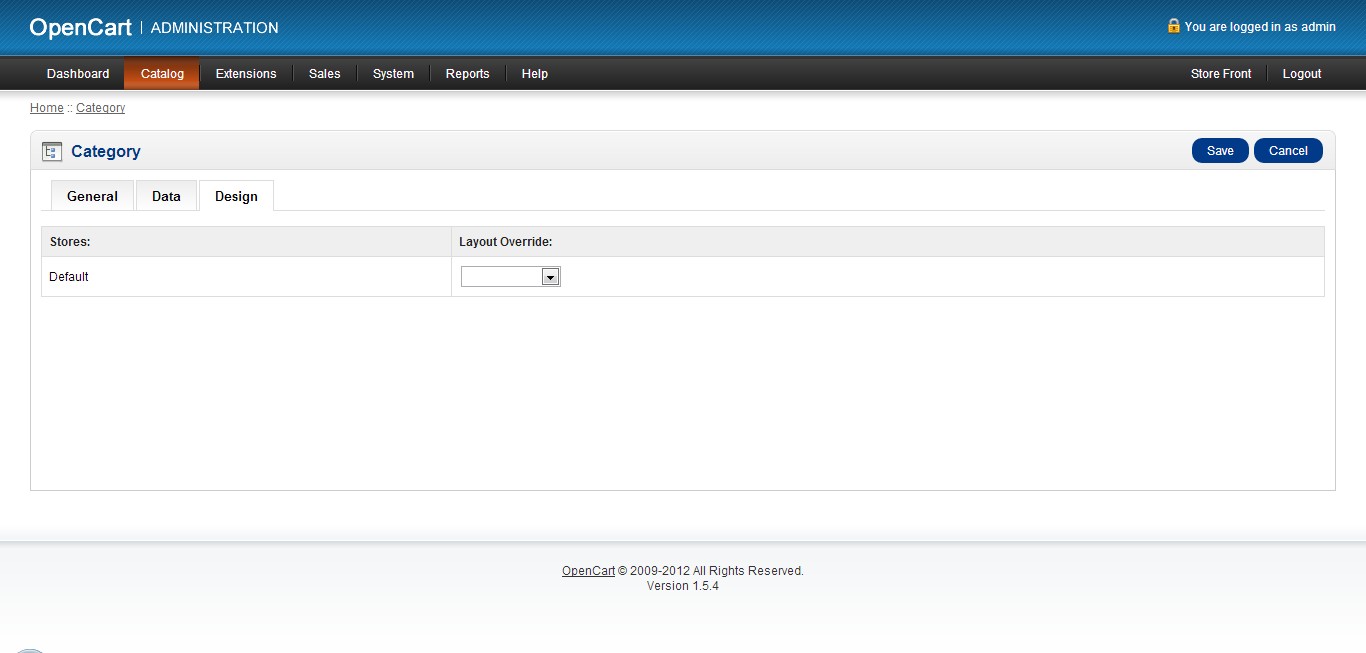 OpenCart | ADMINISTRATION
You are logged in as admin
Dashboard Catalog Extensions Sales System Reports Help Store Front Logout
Home :: Category
Category Save Cancel
General Data Design
Stores: Layout Override:
Default
OpenCart © 2009-2012 All Rights Reserved.
Version 1.5.4